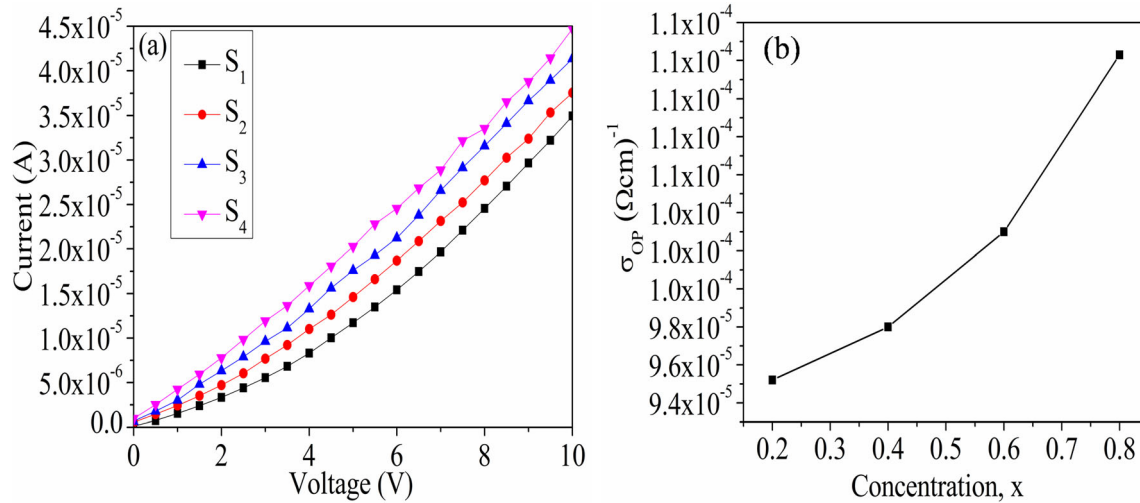 (a)
S1
S2
S3
S4
4.5x10-5
4.0x10-5
3.5x10-5
3.0x10-5
2.5x10-5
2.0x10-5
1.5x10-5
1.0x10-5
5.0x10-6
0.0
Current (A)
0 2 4 6 8 10
Voltage (V)
(b)
1.1x10-4
1.1x10-4
1.1x10-4
1.1x10-4
1.1x10-4
1.0x10-4
1.0x10-4
1.0x10-4
9.8x10-5
9.6x10-5
9.4x10-5
σOP (Ωcm)-1
0.2 0.3 0.4 0.5 0.6 0.7 0.8
Concentration, x